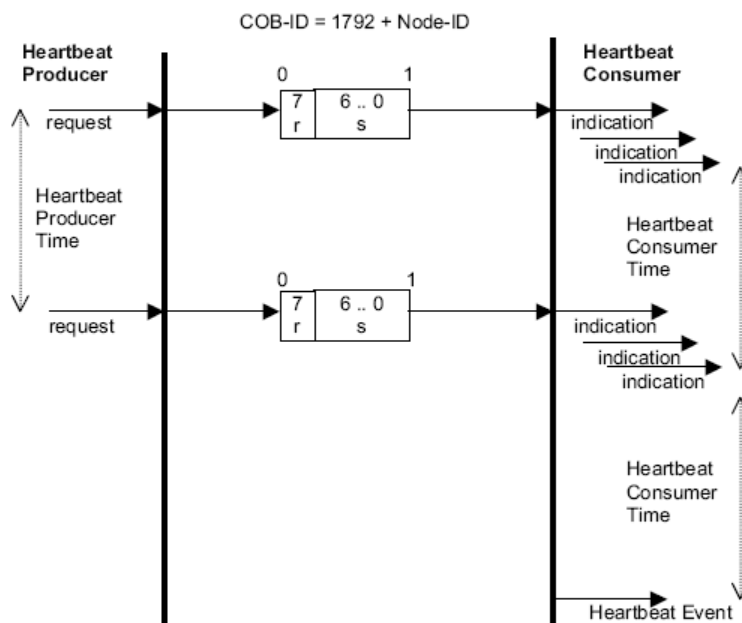 COB-ID = 1792 + Node-ID
Heartbeat
Producer
Heartbeat
Consumer
0 1
7 6 .. 0
r s
request
indication
indication
indication
Heartbeat
Producer
Time
Heartbeat
Consumer
Time
0 1
7 6 .. 0
r s
request
indication
indication
indication
Heartbeat
Consumer
Time
Heartbeat Event